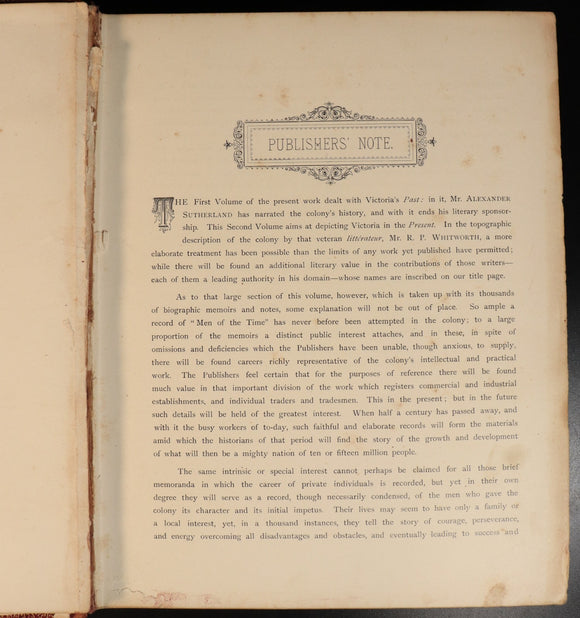 PUBLISHERS' NOTE.
THE First Volume of the present work dealt with Victoria's Past: in it, Mr. ALEXANDER
SUTHERLAND has narrated the colony's history, and with it ends his literary sponsor-
ship. This Second Volume aims at depicting Victoria in the Present. In the topographic
description of the colony by that veteran littérateur, Mr. R. P. WHITWORTH, a more
elaborate treatment has been possible than the limits of any work yet published have permitted;
while there will be found an additional literary value in the contributions of those writers—
each of them a leading authority in his domain—whose names are inscribed on our title page.
As to that large section of this volume, however, which is taken up with its thousands
of biographic memoirs and notes, some explanation will not be out of place. So ample a
record of "Men of the Time" has never before been attempted in the colony; to a large
proportion of the memoirs a distinct public interest attaches, and in these, in spite of
omissions and deficiencies which the Publishers have been unable, though anxious, to supply,
there will be found careers richly representative of the colony's intellectual and practical
work. The Publishers feel certain that for the purposes of reference there will be found
much value in that important division of the work which registers commercial and industrial
establishments, and individual traders and tradesmen. This in the present; but in the future
such details will be held of the greatest interest. When half a century has passed away, and
with it the busy workers of to-day, such faithful and elaborate records will form the materials
amid which the historians of that period will find the story of the growth and development
of what will then be a mighty nation of ten or fifteen million people.
The same intrinsic or special interest cannot perhaps be claimed for all those brief
memoranda in which the career of private individuals is recorded, but yet in their own
degree they will serve as a record, though necessarily condensed, of the men who gave the
colony its character and its initial impetus. Their lives may seem to have only a family or
a local interest, yet, in a thousand instances, they tell the story of courage, perseverance,
and energy overcoming all disadvantages and obstacles, and eventually leading to success and